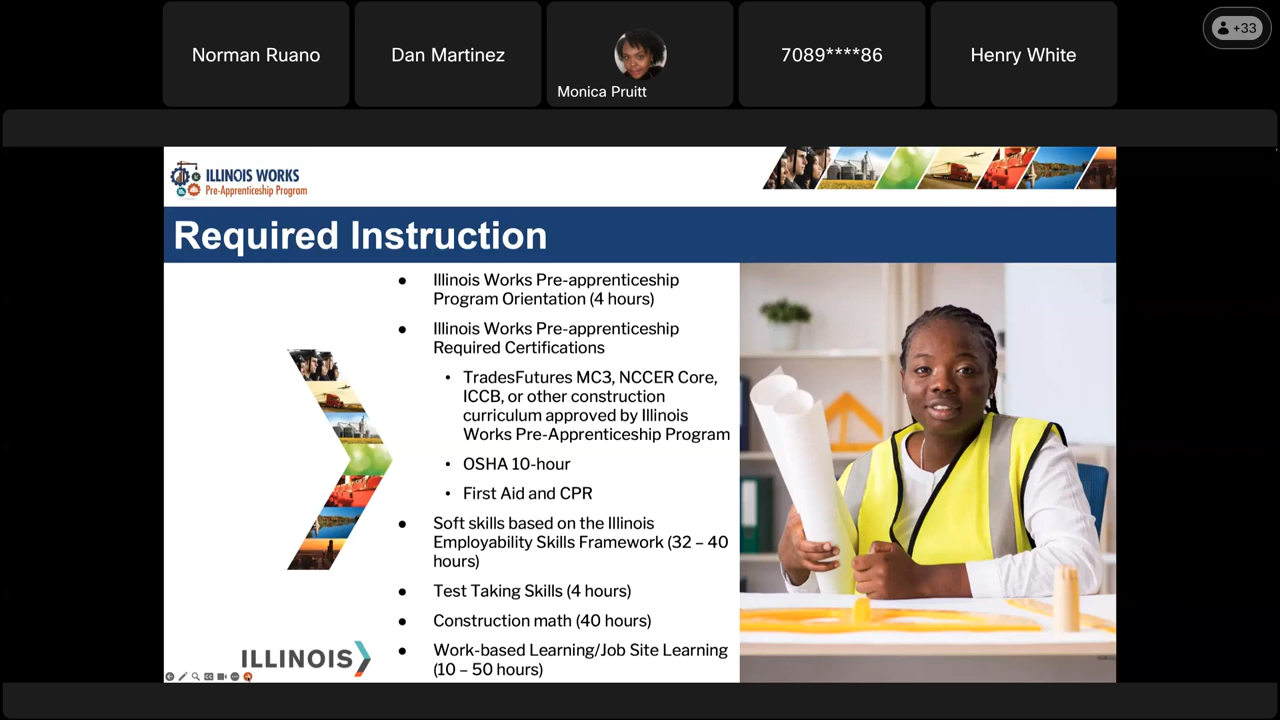 Norman Ruano
Dan Martinez
Monica Pruitt
7089****86
Henry White
+33
ILLINOIS WORKS
Pre-Apprenticeship Program
Required Instruction
• Illinois Works Pre-apprenticeship
Program Orientation (4 hours)
• Illinois Works Pre-apprenticeship
Required Certifications
• TradesFutures MC3, NCCER Core,
ICCB, or other construction
curriculum approved by Illinois
Works Pre-Apprenticeship Program
• OSHA 10-hour
• First Aid and CPR
• Soft skills based on the Illinois
Employability Skills Framework (32 – 40
hours)
• Test Taking Skills (4 hours)
• Construction math (40 hours)
• Work-based Learning/Job Site Learning
(10 – 50 hours)
ILLINOIS